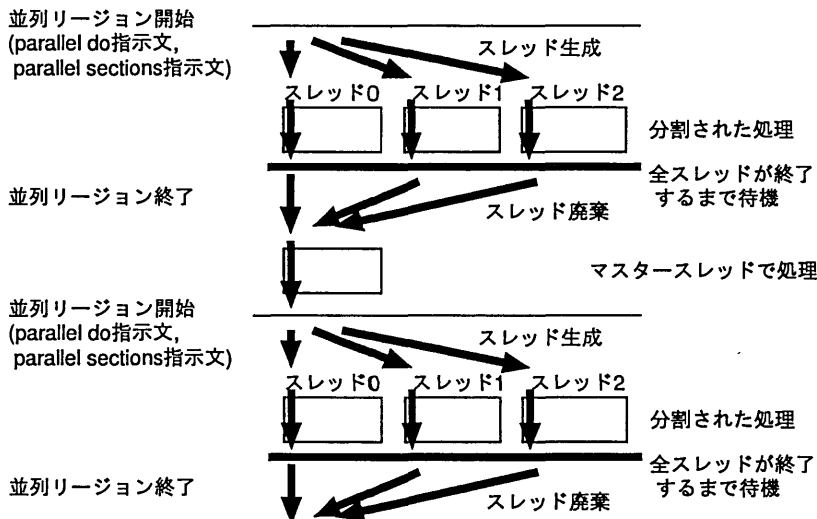 並列リージョン開始
(parallel do指示文,
parallel sections指示文)
スレッド生成
スレッド0 スレッド1 スレッド2
分割された処理
全スレッドが終了
するまで待機
並列リージョン終了
スレッド廃棄
マスタースレッドで処理
並列リージョン開始
(parallel do指示文,
parallel sections指示文)
スレッド生成
スレッド0 スレッド1 スレッド2
分割された処理
全スレッドが終了
するまで待機
並列リージョン終了
スレッド廃棄